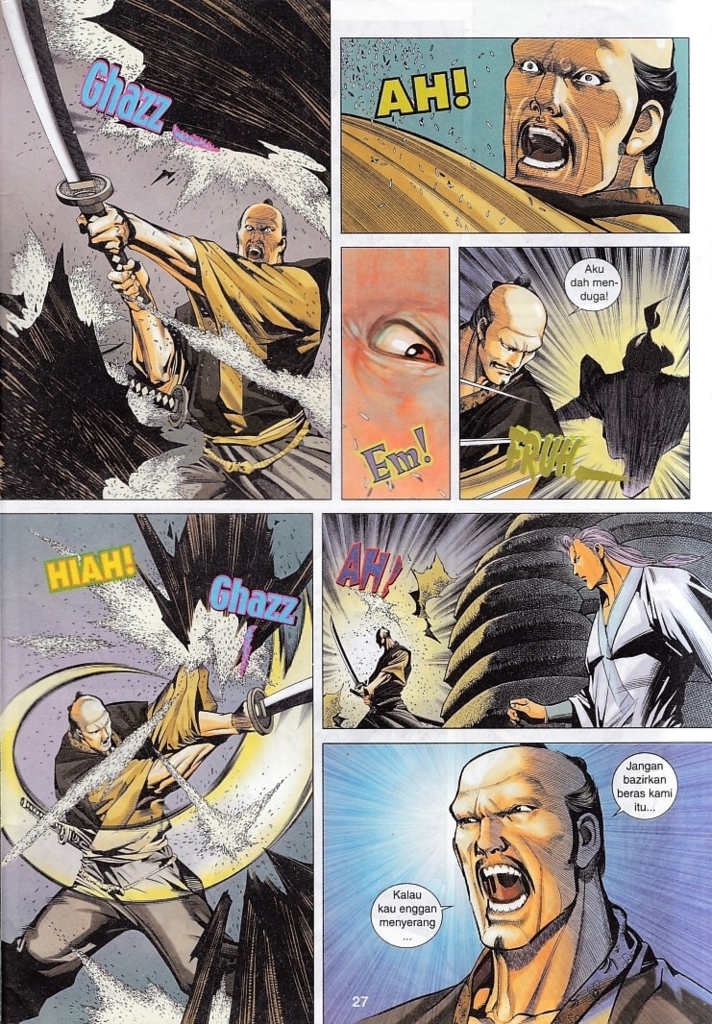 Ghazz
AH!
Em!
Aku
dah men-
duga!
FRUH
HIAH!
Ghazz
AH!
Jangan
bazirkan
beras kami
itu...
Kalau
kau enggan
menyerang
...
27